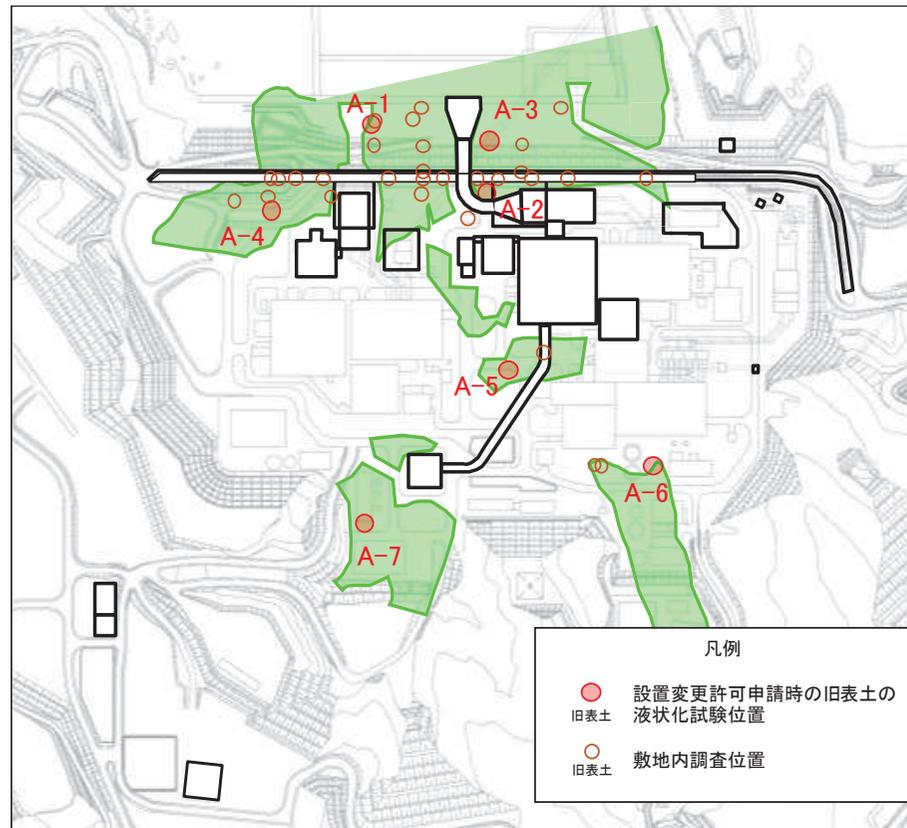 A-1
A-3
A-2
A-4
A-5
A-6
A-7
凡例
旧表土
設置変更許可申請時の旧表土の
液状化試験位置
旧表土
敷地内調査位置